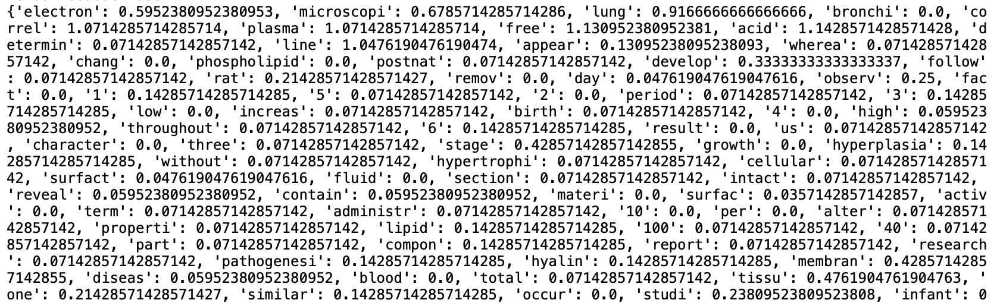 {'electron': 0.5952380952380953, 'microscopi': 0.6785714285714286, 'lung': 0.9166666666666666, 'bronchi': 0.0, 'co
rrel': 1.0714285714285714, 'plasma': 1.0714285714285714, 'free': 1.130952380952381, 'acid': 1.1428571428571428, 'd
etermin': 0.07142857142857142, 'line': 1.0476190476190474, 'appear': 0.13095238095238093, 'wherea': 0.071428571428
57142, 'chang': 0.0, 'phospholipid': 0.0, 'postnat': 0.07142857142857142, 'develop': 0.33333333333333337, 'follow'
: 0.07142857142857142, 'rat': 0.21428571428571427, 'remov': 0.0, 'day': 0.047619047619047616, 'observ': 0.25, 'fac
t': 0.0, '1': 0.14285714285714285, '5': 0.07142857142857142, '2': 0.0, 'period': 0.07142857142857142, '3': 0.14285
714285714285, 'low': 0.0, 'increas': 0.07142857142857142, 'birth': 0.07142857142857142, '4': 0.0, 'high': 0.059523
80952380952, 'throughout': 0.07142857142857142, '6': 0.14285714285714285, 'result': 0.0, 'us': 0.07142857142857142
, 'character': 0.0, 'three': 0.07142857142857142, 'stage': 0.42857142857142855, 'growth': 0.0, 'hyperplasia': 0.14
285714285714285, 'without': 0.07142857142857142, 'hypertrophi': 0.07142857142857142, 'cellular': 0.071428571428571
42, 'surfact': 0.047619047619047616, 'fluid': 0.0, 'section': 0.07142857142857142, 'intact': 0.07142857142857142,
'reveal': 0.05952380952380952, 'contain': 0.05952380952380952, 'materi': 0.0, 'surfac': 0.0357142857142857, 'activ
': 0.0, 'term': 0.07142857142857142, 'administr': 0.07142857142857142, '10': 0.0, 'per': 0.0, 'alter': 0.071428571
42857142, 'properti': 0.07142857142857142, 'lipid': 0.14285714285714285, '100': 0.07142857142857142, '40': 0.07142
857142857142, 'part': 0.07142857142857142, 'compon': 0.14285714285714285, 'report': 0.07142857142857142, 'research
': 0.07142857142857142, 'pathogenesi': 0.14285714285714285, 'hyalin': 0.14285714285714285, 'membran': 0.4285714285
7142855, 'diseas': 0.05952380952380952, 'blood': 0.0, 'total': 0.07142857142857142, 'tissu': 0.4761904761904763, '
one': 0.21428571428571427, 'similar': 0.14285714285714285, 'occur': 0.0, 'studi': 0.23809523809523808, 'infant': 0